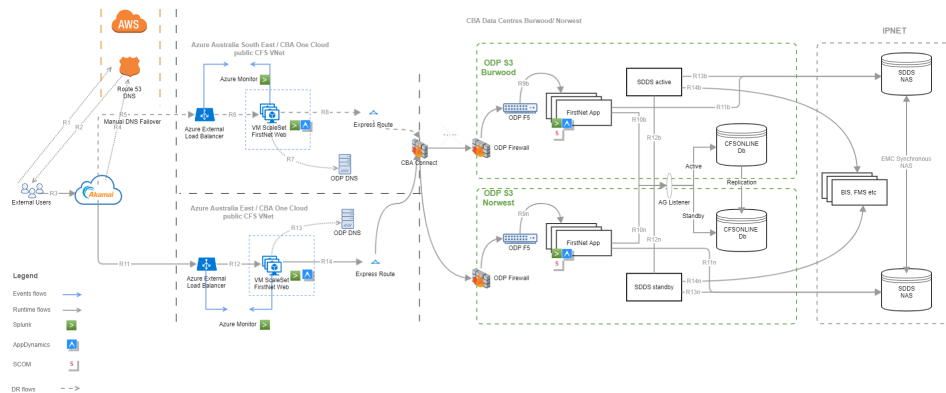 CBA Data Centres Burwood/ Norwest
IPNET
AWS
Route 53
DNS
Azure Australia South East / CBA One Cloud
public CFS VNet
Azure Monitor
R1
R2
R5
Manual DNS Failover
R4
R6
Azure External
Load Balancer
VM ScaleSet
FirstNet Web
R8
Express Route
R7
ODP DNS
R3
External Users
Akamai
CBA Connect
......
ODP S3
Burwood
R9b
ODP F5
FirstNet App
S
ODP Firewall
SDDS active
R13b
R14b
R11b
R10b
R12b
CFSONLINE
Db
Active
AG Listener
Replication
Standby
SDDS
NAS
EMC Synchronous
NAS
BIS, FMS etc
Azure Australia East / CBA One Cloud
public CFS VNet
R13
ODP DNS
R11
R12
Azure External
Load Balancer
VM ScaleSet
FirstNet Web
R14
Express Route
Azure Monitor
ODP S3
Norwest
R9n
ODP F5
FirstNet App
S
ODP Firewall
R10n
R12n
R11n
CFSONLINE
Db
SDDS standby
R14n
R13n
SDDS
NAS
Legend
Events flows
Runtime flows
Splunk
AppDynamics
SCOM
S
DR flows